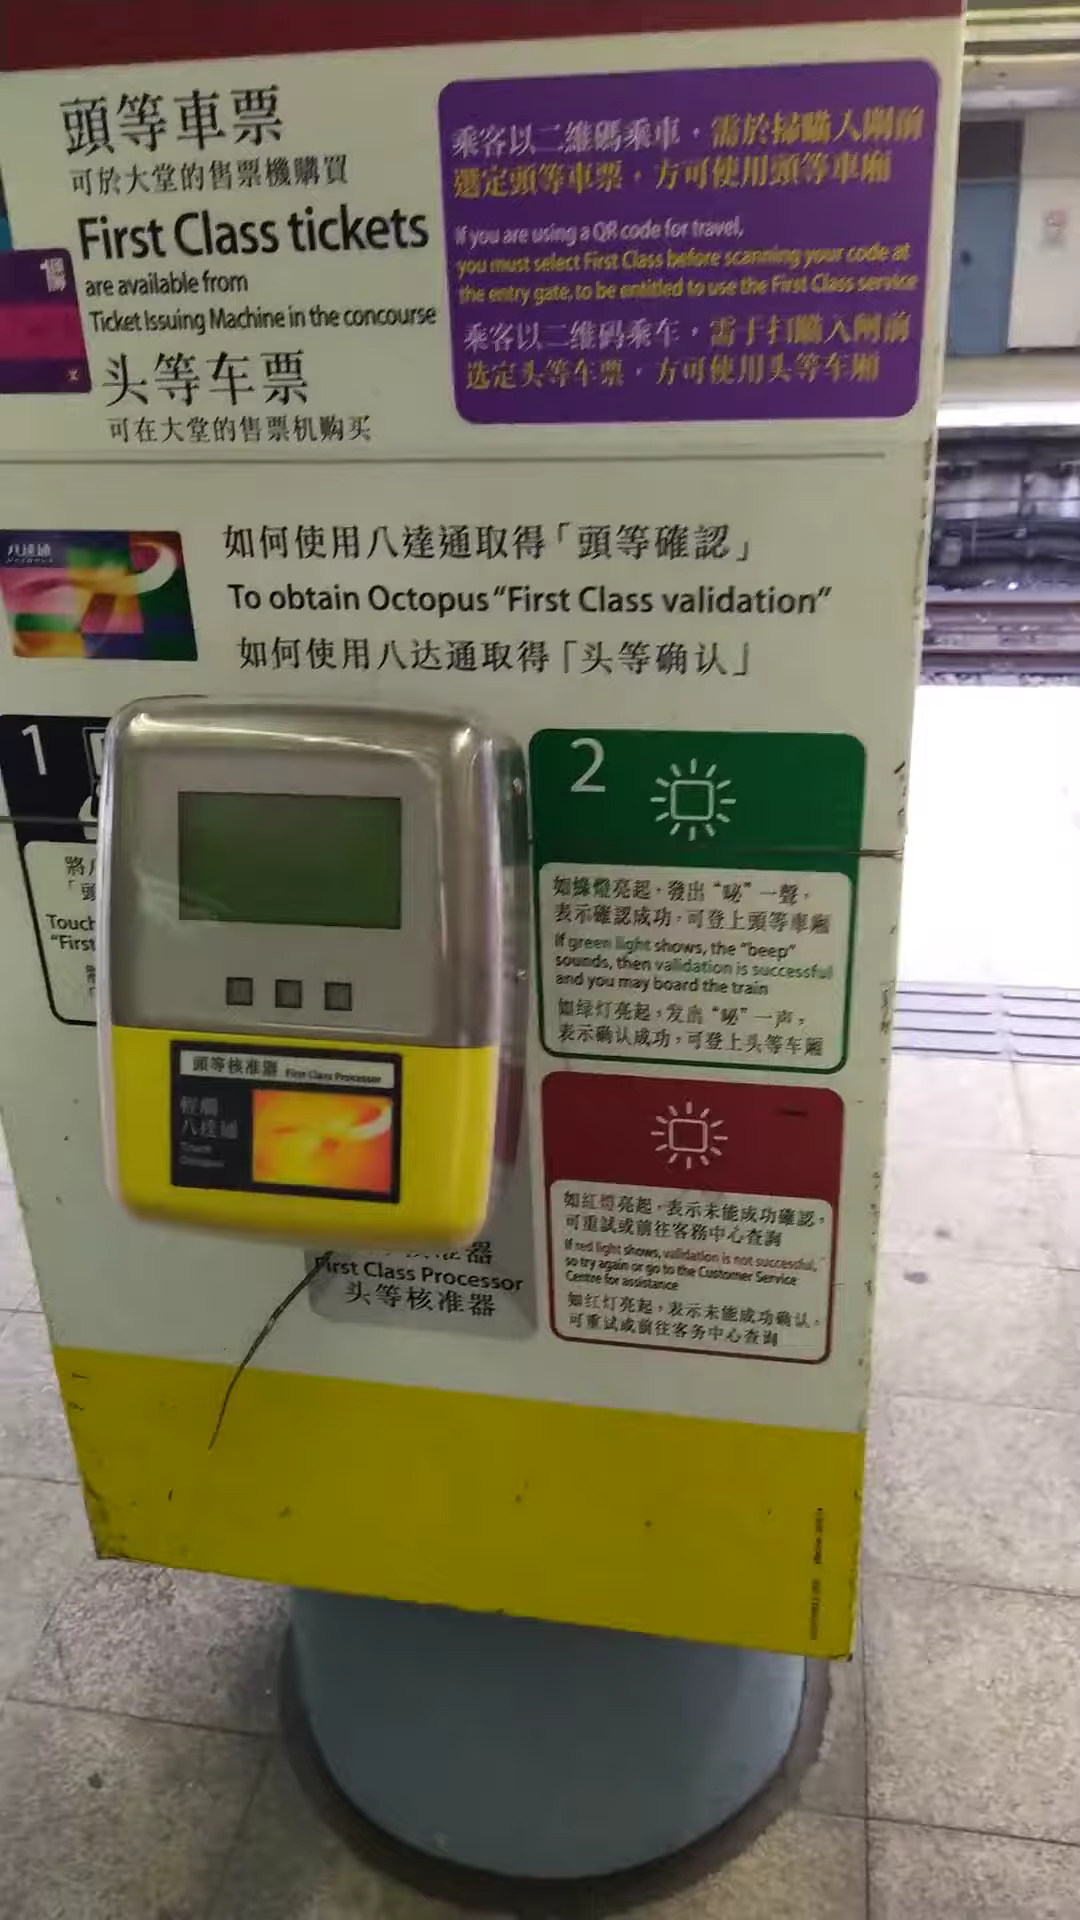 頭等車票
可於大堂的售票機購買
First Class tickets
are available from
Ticket Issuing Machine in the concourse
头等车票
可在大堂的售票机购买
乘客以二維碼乘車，需於掃瞄入閘前
選定頭等車票，方可使用頭等車廂
If you are using a QR code for travel,
you must select First Class before scanning your code at
the entry gate, to be entitled to use the First Class service
乘客以二维码乘车，需于扫瞄入闸前
选定头等车票，方可使用头等车厢
八達通
如何使用八達通取得「頭等確認」
To obtain Octopus "First Class validation"
如何使用八达通取得「头等确认」
1
將
「頭
Touch
"First
2
如綠燈亮起，發出 "嘟" 一聲，
表示確認成功，可登上頭等車廂
If green light shows, the "beep"
sounds, then validation is successful
and you may board the train
如绿灯亮起，发出 "嘟" 一声，
表示确认成功，可登上头等车厢
頭等核准器 First Class Processor
輕觸
八達通
Touch
Octopus
如紅燈亮起，表示未能成功確認，
可重試或前往客務中心查詢
If red light shows, validation is not successful,
so try again or go to the Customer Service
Centre for assistance
如红灯亮起，表示未能成功确认，
可重试或前往客务中心查询
核准器
First Class Processor
头等核准器